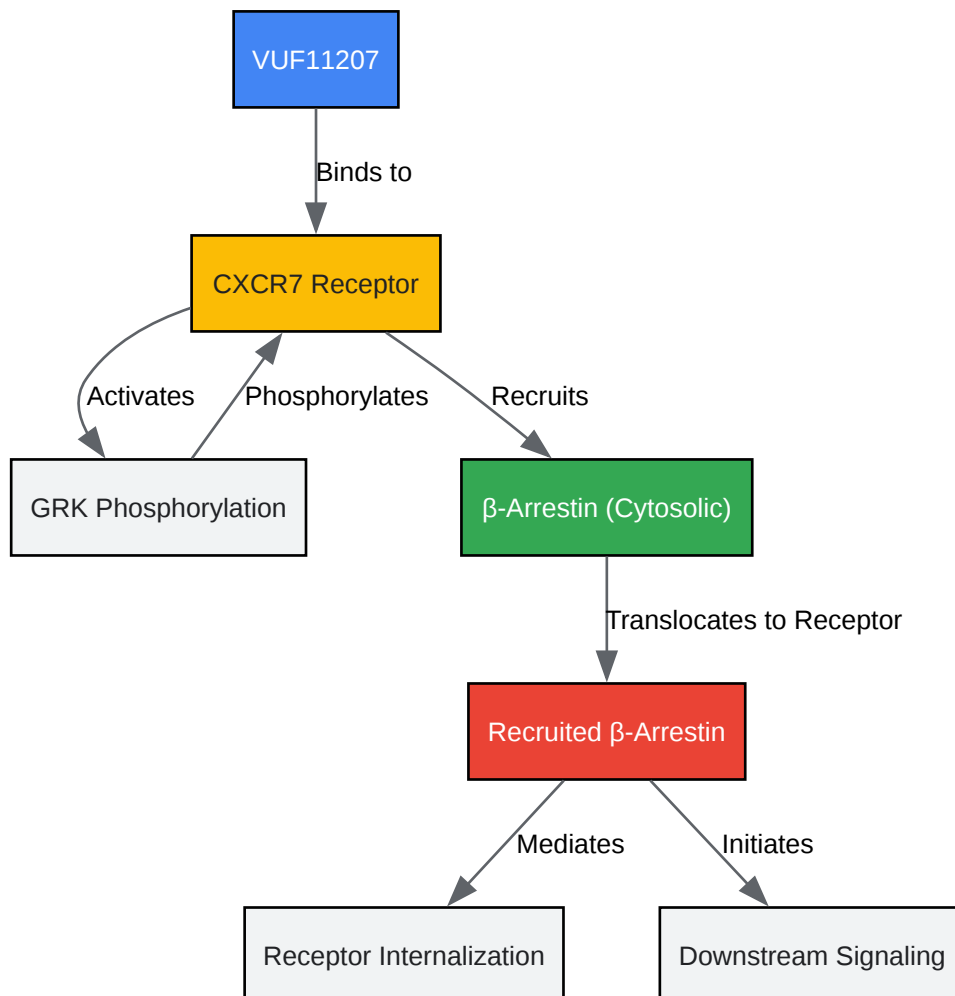 VUF11207
Binds to
CXCR7 Receptor
Activates
Phosphorylates
Recruits
GRK Phosphorylation
β-Arrestin (Cytosolic)
Translocates to Receptor
Recruited β-Arrestin
Mediates
Initiates
Receptor Internalization
Downstream Signaling